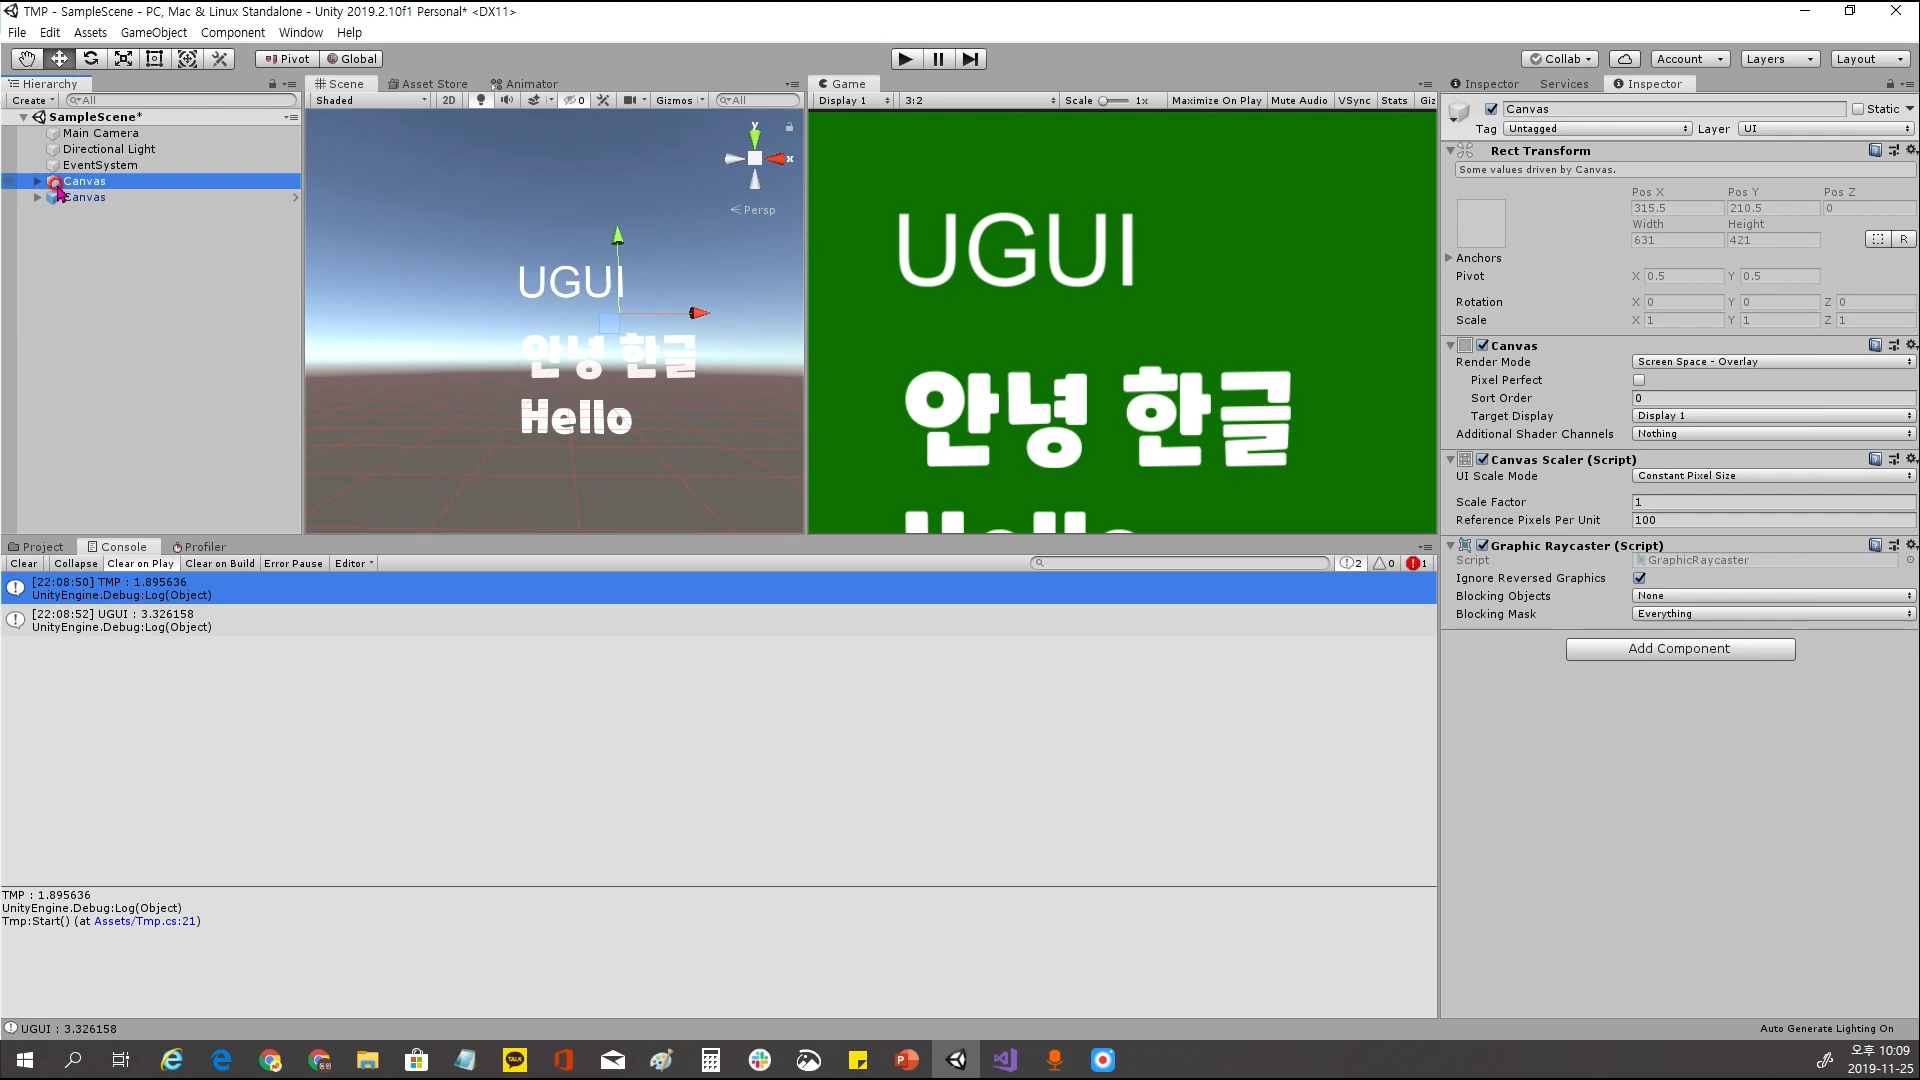 TMP - SampleScene - PC, Mac & Linux Standalone - Unity 2019.2.10f1 Personal* <DX11>
File Edit Assets GameObject Component Window Help
Pivot Global Collab Account Layers Layout
Hierarchy
Create All
SampleScene*
Main Camera
Directional Light
EventSystem
Canvas
Canvas
Scene Asset Store Animator
Shaded 2D 0 Gizmos All
y
x
Persp
UGUI
안녕 한글
Hello
Game
Display 1 3:2 Scale 1x Maximize On Play Mute Audio VSync Stats Giz
UGUI
안녕 한글
Hello
Inspector Services Inspector
Canvas Static
Tag Untagged Layer UI
Rect Transform
Some values driven by Canvas.
Pos X Pos Y Pos Z
315.5 210.5 0
Width Height
631 421 R
Anchors
Pivot X 0.5 Y 0.5
Rotation X 0 Y 0 Z 0
Scale X 1 Y 1 Z 1
Canvas
Render Mode Screen Space - Overlay
Pixel Perfect
Sort Order 0
Target Display Display 1
Additional Shader Channels Nothing
Canvas Scaler (Script)
UI Scale Mode Constant Pixel Size
Scale Factor 1
Reference Pixels Per Unit 100
Graphic Raycaster (Script)
Script GraphicRaycaster
Ignore Reversed Graphics
Blocking Objects None
Blocking Mask Everything
Add Component
Project Console Profiler
Clear Collapse Clear on Play Clear on Build Error Pause Editor 2 0 1
[22:08:50] TMP : 1.895636
UnityEngine.Debug:Log(Object)
[22:08:52] UGUI : 3.326158
UnityEngine.Debug:Log(Object)
TMP : 1.895636
UnityEngine.Debug:Log(Object)
Tmp:Start() (at Assets/Tmp.cs:21)
UGUI : 3.326158
Auto Generate Lighting On
TALK
오후 10:09
2019-11-25